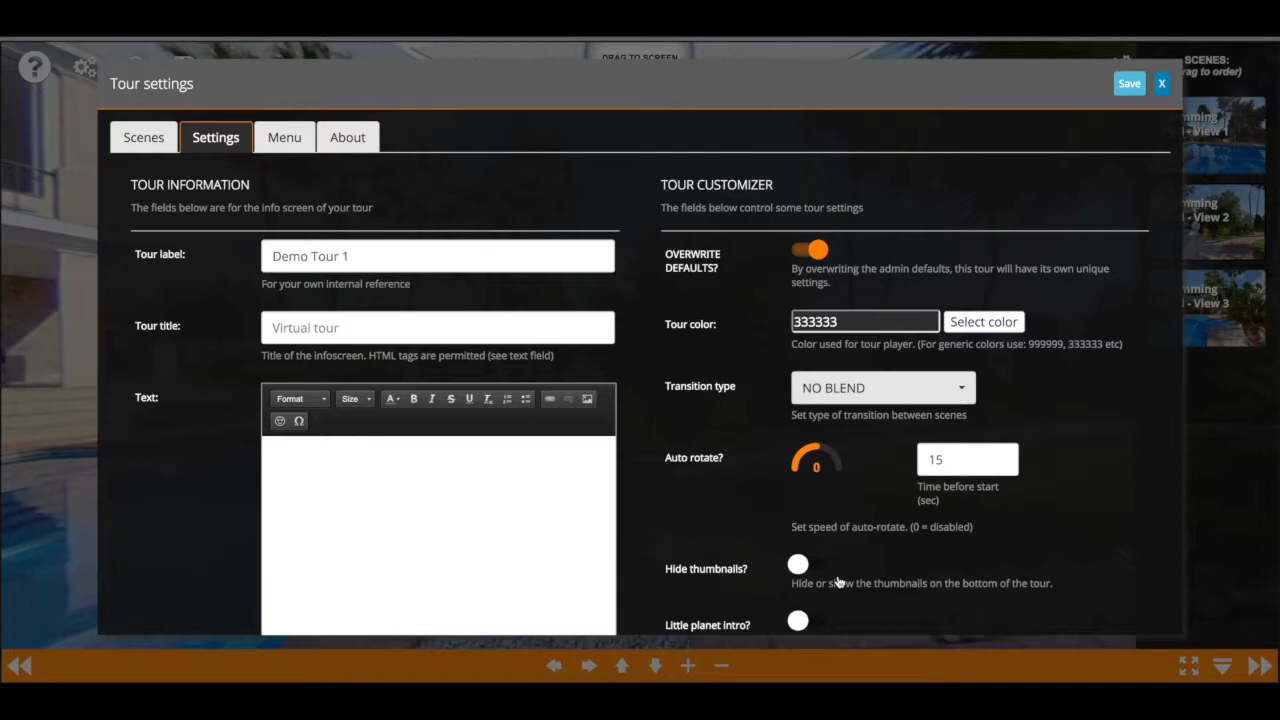 DRAG TO SCREEN
SCENES:
rag to order)
Tour settings
Save
X
Scenes
Settings
Menu
About
mming
- View 1
mming
- View 2
mming
- View 3
TOUR INFORMATION
The fields below are for the info screen of your tour
Tour label:
Demo Tour 1
For your own internal reference
Tour title:
Virtual tour
Title of the infoscreen. HTML tags are permitted (see text field)
Text:
Format
Size
A
B
I
S
U
Tx
Ω
TOUR CUSTOMIZER
The fields below control some tour settings
OVERWRITE
DEFAULTS?
By overwriting the admin defaults, this tour will have its own unique
settings.
Tour color:
333333
Select color
Color used for tour player. (For generic colors use: 999999, 333333 etc)
Transition type
NO BLEND
Set type of transition between scenes
Auto rotate?
0
15
Time before start
(sec)
Set speed of auto-rotate. (0 = disabled)
Hide thumbnails?
Hide or show the thumbnails on the bottom of the tour.
Little planet intro?